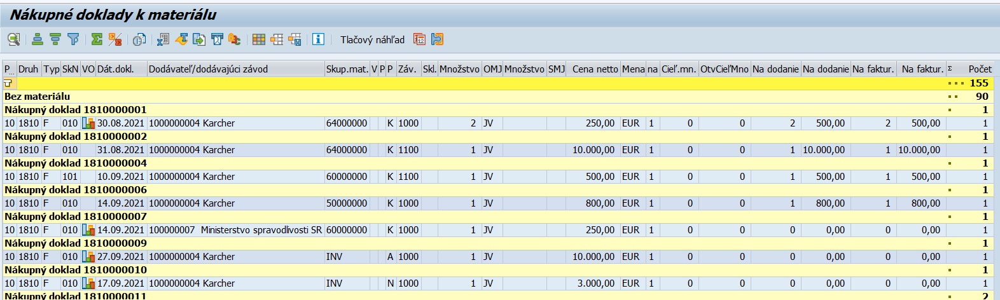 Nákupné doklady k materiálu
Tlačový náhľad
P... Druh Typ SkN VO Dát.dokl. Dodávateľ/dodávajúci závod Skup.mat. V P P Záv. Skl. Množstvo OMJ Množstvo SMJ Cena netto Mena na Cieľ.mn. OtvCieľMno Na dodanie Na dodanie Na faktur. Na faktur. Σ Počet
155
Bez materiálu 90
Nákupný doklad 1810000001 1
10 1810 F 010 30.08.2021 1000000004 Karcher 64000000 K 1000 2 JV 250,00 EUR 1 0 0 2 500,00 2 500,00 1
Nákupný doklad 1810000002 1
10 1810 F 010 31.08.2021 1000000004 Karcher 64000000 K 1100 1 JV 10.000,00 EUR 1 0 0 1 10.000,00 1 10.000,00 1
Nákupný doklad 1810000004 1
10 1810 F 101 10.09.2021 1000000004 Karcher 60000000 K 1100 1 JV 500,00 EUR 1 0 0 1 500,00 1 500,00 1
Nákupný doklad 1810000006 1
10 1810 F 010 14.09.2021 1000000004 Karcher 50000000 K 1000 1 JV 800,00 EUR 1 0 0 1 800,00 1 800,00 1
Nákupný doklad 1810000007 1
10 1810 F 010 14.09.2021 100000007 Ministerstvo spravodlivosti SR 60000000 K 1000 1 JV 250,00 EUR 1 0 0 0 0,00 0 0,00 1
Nákupný doklad 1810000009 1
10 1810 F 010 27.09.2021 1000000004 Karcher INV A 1000 1 JV 10.000,00 EUR 1 0 0 0 0,00 0 0,00 1
Nákupný doklad 1810000010 1
10 1810 F 010 17.09.2021 1000000004 Karcher INV N 1000 1 JV 3.000,00 EUR 1 0 0 0 0,00 0 0,00 1
Nákupný doklad 1810000011 2